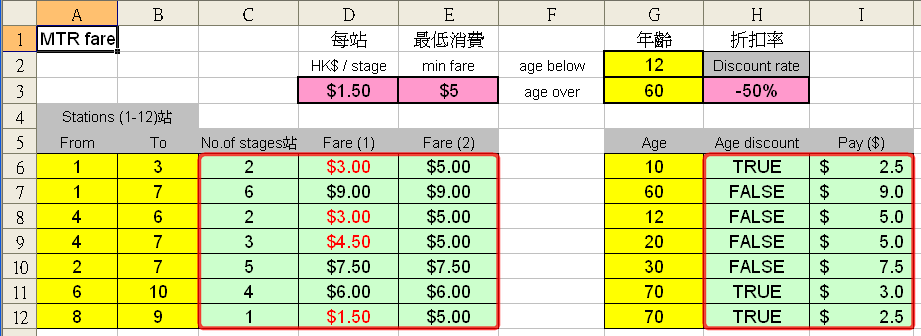 A B C D E F G H I
1 MTR fare 每站 最低消費 年齡 折扣率
2 HK$ / stage min fare age below 12 Discount rate
3 $1.50 $5 age over 60 -50%
4 Stations (1-12)站
5 From To No.of stages站 Fare (1) Fare (2) Age Age discount Pay ($)
6 1 3 2 $3.00 $5.00 10 TRUE $ 2.5
7 1 7 6 $9.00 $9.00 60 FALSE $ 9.0
8 4 6 2 $3.00 $5.00 12 FALSE $ 5.0
9 4 7 3 $4.50 $5.00 20 FALSE $ 5.0
10 2 7 5 $7.50 $7.50 30 FALSE $ 7.5
11 6 10 4 $6.00 $6.00 70 TRUE $ 3.0
12 8 9 1 $1.50 $5.00 70 TRUE $ 2.5